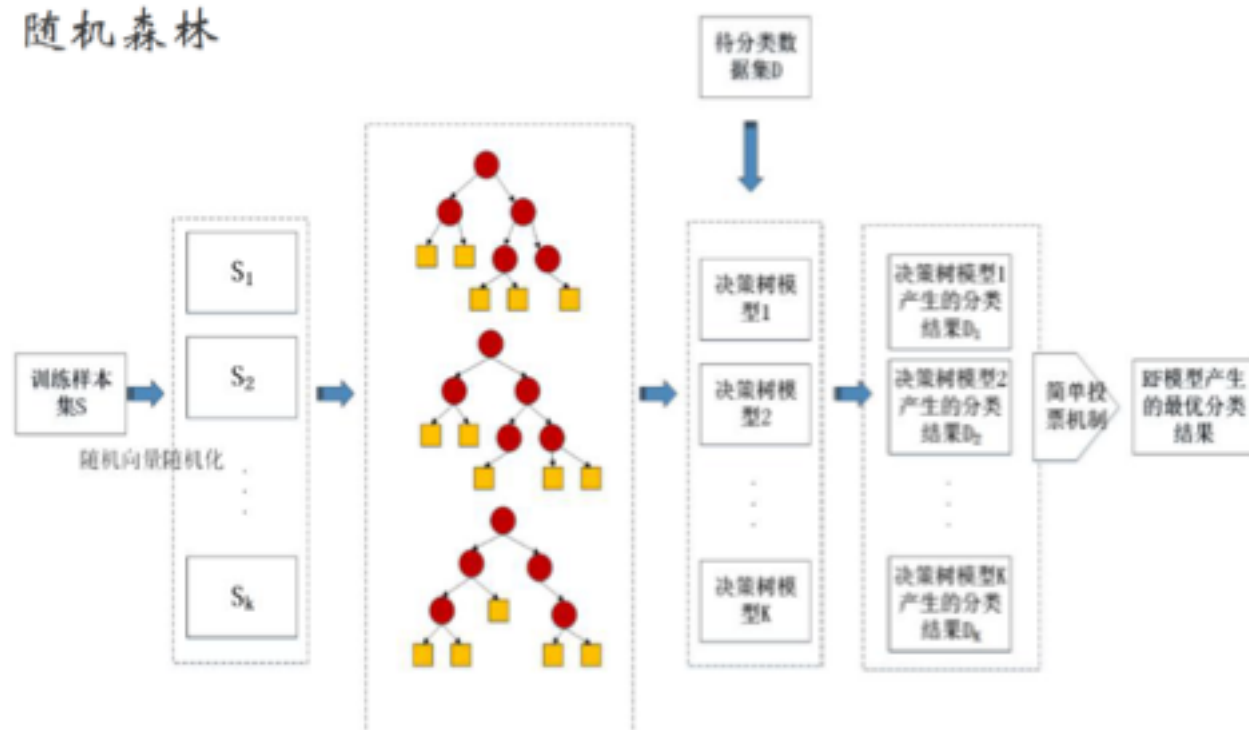 随机森林
待分类数
据集D
S₁
S₂
Sₖ
训练样本
集S
随机向量随机化
决策树模
型1
决策树模
型2
决策树模
型K
决策树模型1
产生的分类
结果D₁
决策树模型2
产生的分类
结果D₂
决策树模型K
产生的分类
结果Dₖ
简单投
票机制
RF模型产生
的最优分类
结果